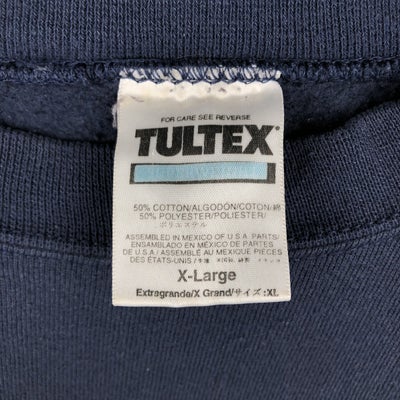 FOR CARE SEE REVERSE
TULTEX®
50% COTTON/ALGODÓN/COTON/綿
50% POLYESTER/POLIESTER/
ポリエステル
ASSEMBLED IN MEXICO OF U.S.A. PARTS/
ENSAMBLADO EN MÉXICO DE PARTES
DE U.S.A./ASSEMBLÉ AU MEXIQUE PIECES
DES ÉTATS-UNIS/
X-Large
Extragrande/X Grand/サイズ:XL